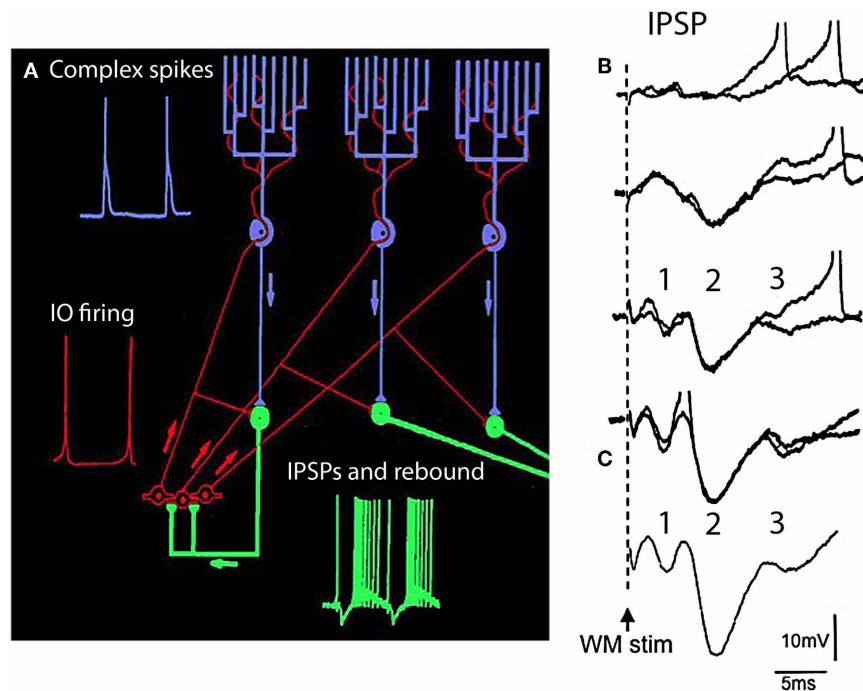 A Complex spikes
IO firing
IPSPs and rebound
IPSP
B
1 2 3
C
1 2 3
WM stim
10mV
5ms